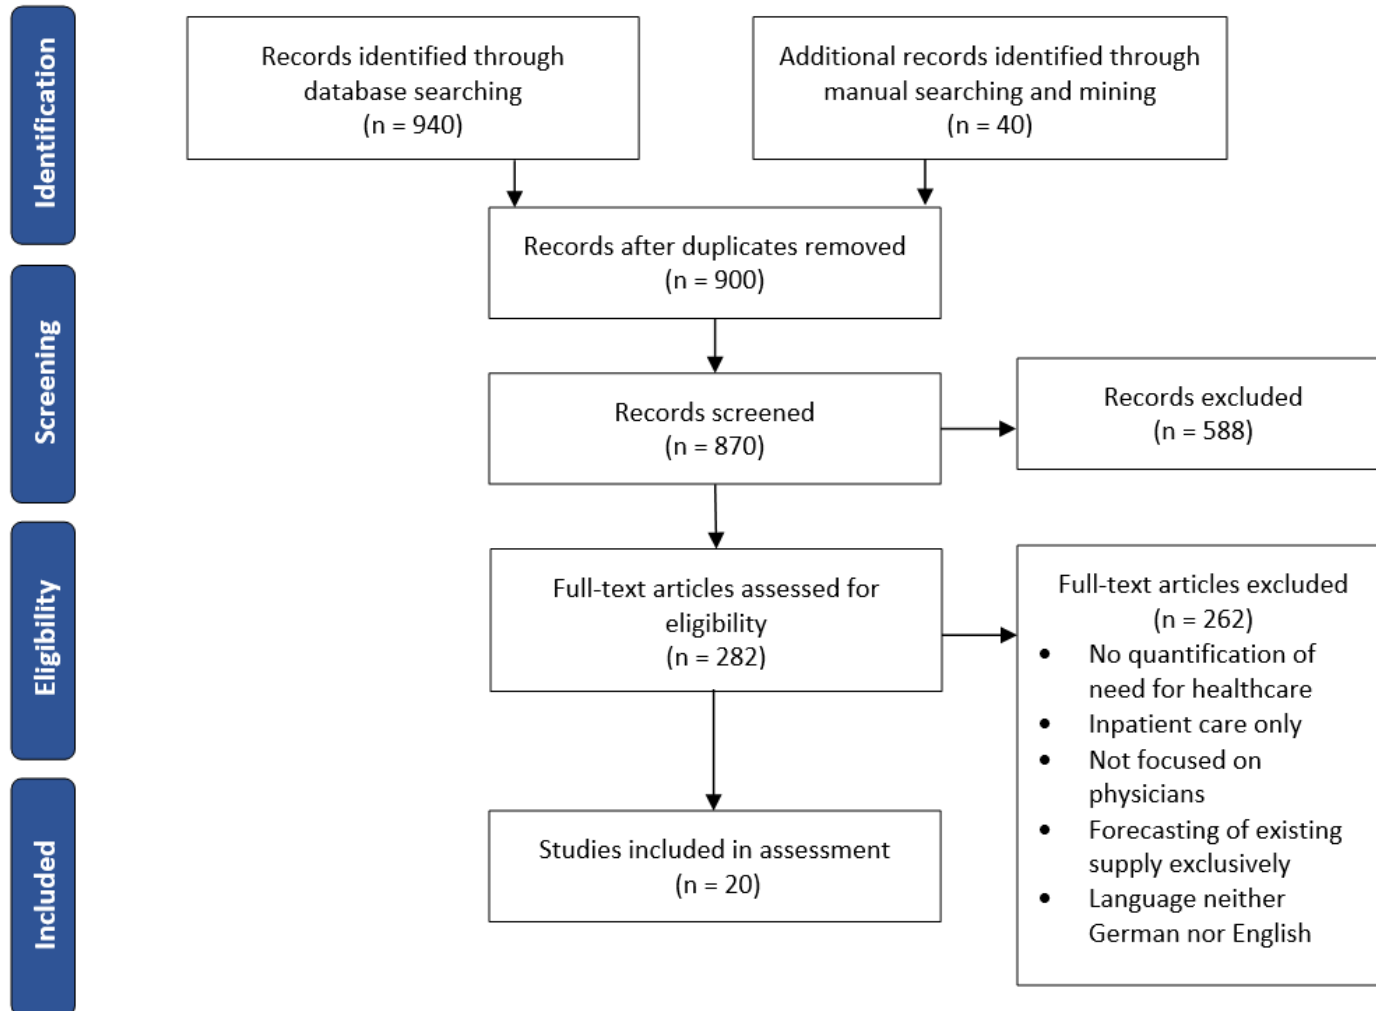 Identification
Records identified through
database searching
(n = 940)
Additional records identified through
manual searching and mining
(n = 40)
Records after duplicates removed
(n = 900)
Screening
Records screened
(n = 870)
Records excluded
(n = 588)
Eligibility
Full-text articles assessed for
eligibility
(n = 282)
Full-text articles excluded
(n = 262)
• No quantification of
need for healthcare
• Inpatient care only
• Not focused on
physicians
• Forecasting of existing
supply exclusively
• Language neither
German nor English
Included
Studies included in assessment
(n = 20)